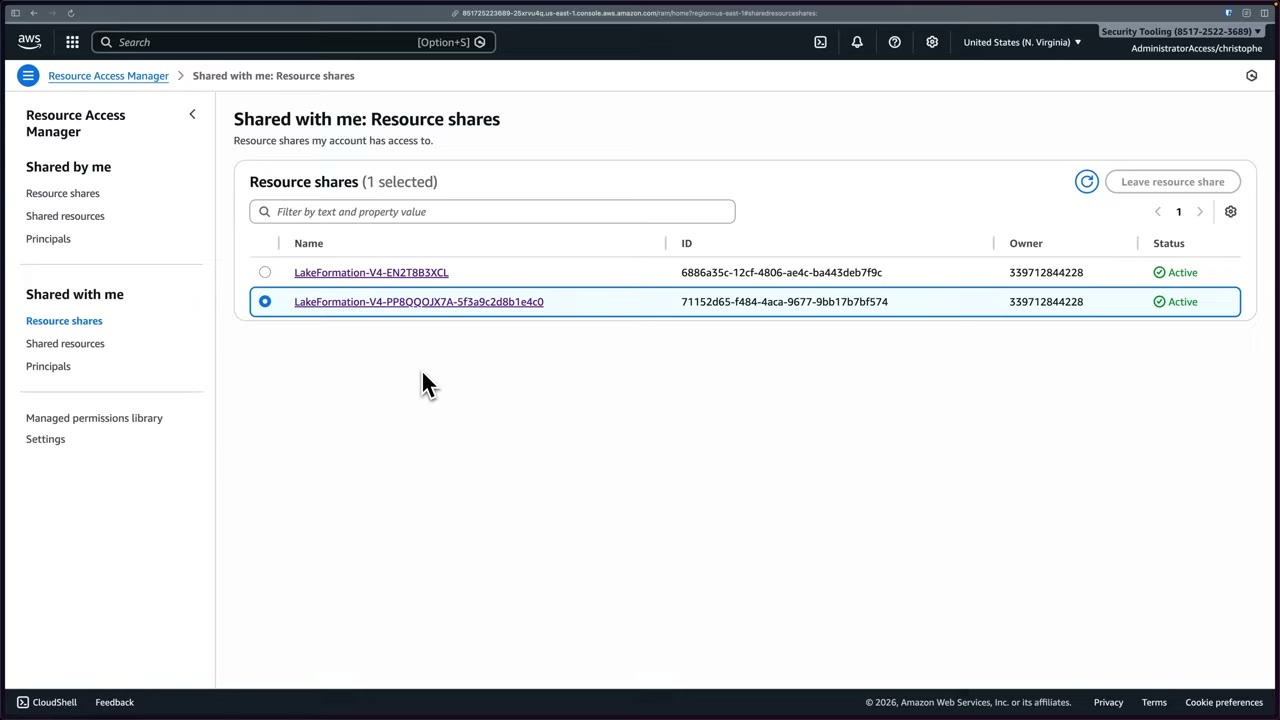 851725223689-25xrvu4q.us-east-1.console.aws.amazon.com/ram/home?region=us-east-1#sharedresourceshares:
aws
Search
[Option+S]
United States (N. Virginia) ▼
Security Tooling (8517-2522-3689) ▼
AdministratorAccess/christophe
Resource Access Manager
Shared with me: Resource shares
Resource Access
Manager
Shared by me
Resource shares
Shared resources
Principals
Shared with me
Resource shares
Shared resources
Principals
Managed permissions library
Settings
Shared with me: Resource shares
Resource shares my account has access to.
Resource shares (1 selected)
Leave resource share
Filter by text and property value
1
Name ID Owner Status
LakeFormation-V4-EN2T8B3XCL 6886a35c-12cf-4806-ae4c-ba443deb7f9c 339712844228 Active
LakeFormation-V4-PP8QQOJX7A-5f3a9c2d8b1e4c0 71152d65-f484-4aca-9677-9bb17b7bf574 339712844228 Active
CloudShell
Feedback
© 2026, Amazon Web Services, Inc. or its affiliates.
Privacy
Terms
Cookie preferences